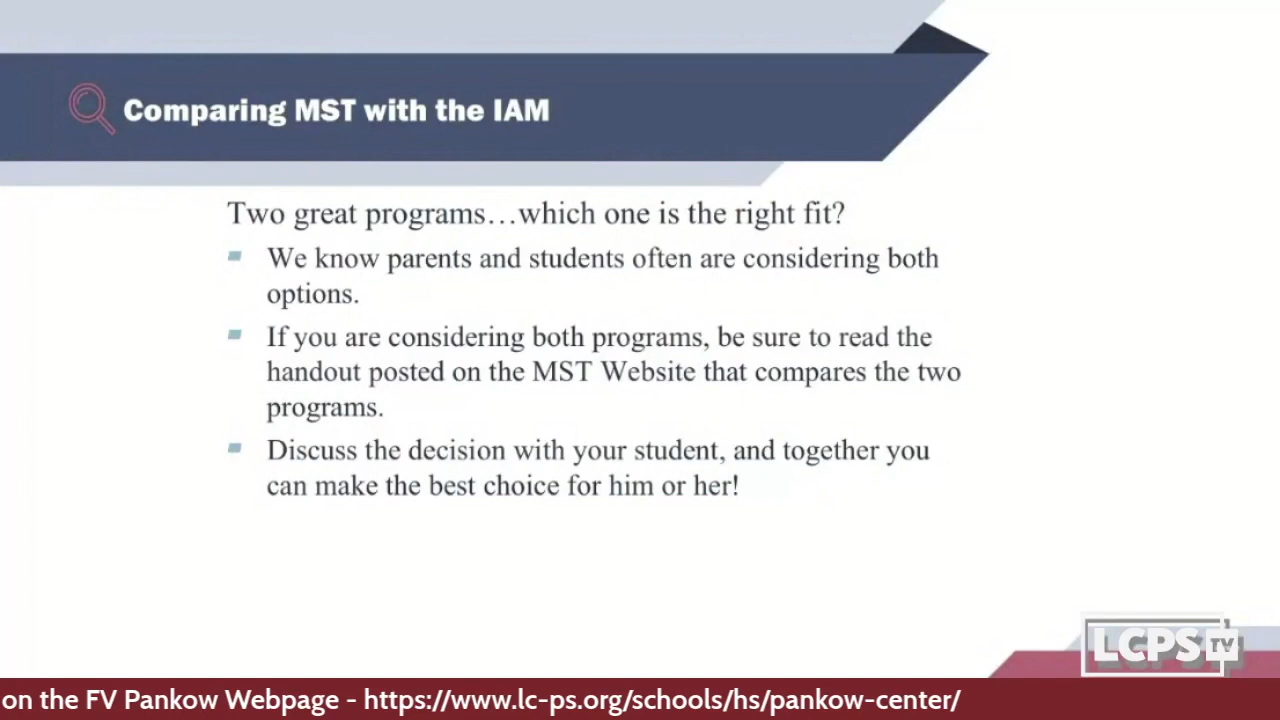 Comparing MST with the IAM
Two great programs…which one is the right fit?
We know parents and students often are considering both
options.
If you are considering both programs, be sure to read the
handout posted on the MST Website that compares the two
programs.
Discuss the decision with your student, and together you
can make the best choice for him or her!
LCPS TV
on the FV Pankow Webpage - https://www.lc-ps.org/schools/hs/pankow-center/